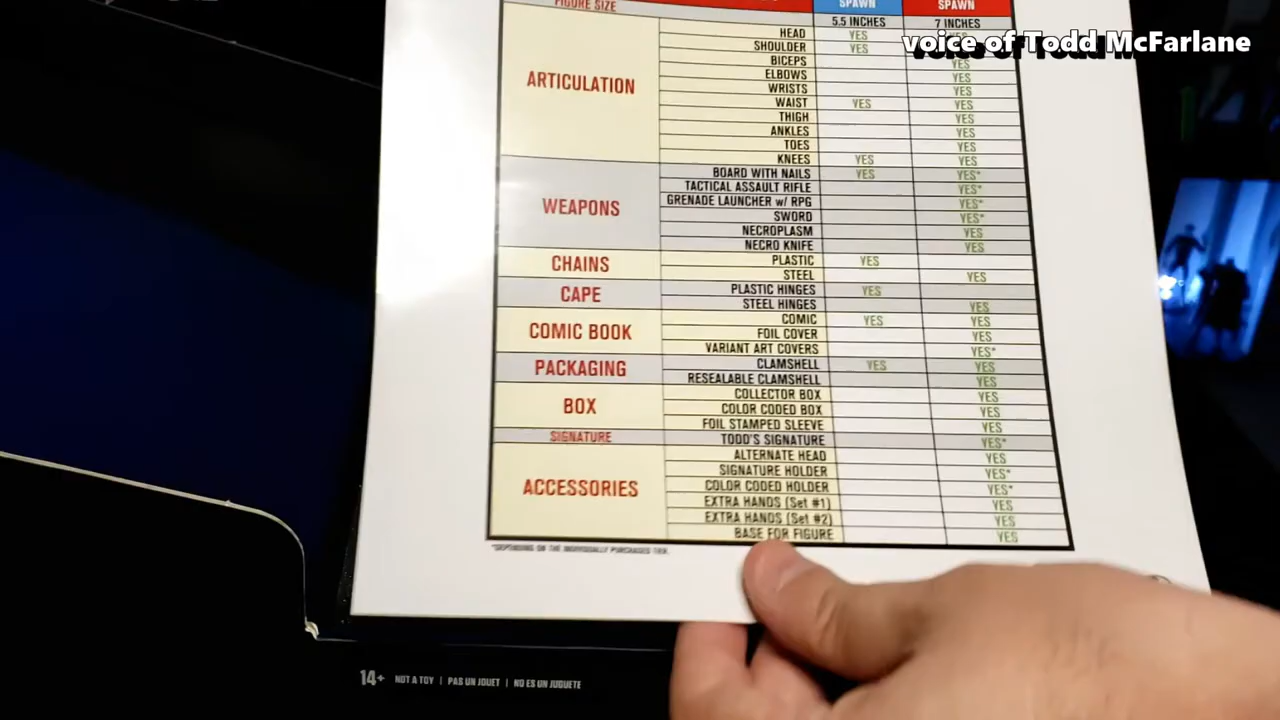 SPAWN SPAWN
FIGURE SIZE 5.5 INCHES 7 INCHES
voice of Todd McFarlane
ARTICULATION
HEAD YES
SHOULDER YES
BICEPS YES
ELBOWS YES
WRISTS YES
WAIST YES YES
THIGH YES
ANKLES YES
TOES YES
KNEES YES YES
WEAPONS
BOARD WITH NAILS YES YES*
TACTICAL ASSAULT RIFLE YES*
GRENADE LAUNCHER w/ RPG YES*
SWORD YES*
NECROPLASM YES
NECRO KNIFE YES
CHAINS
PLASTIC YES
STEEL YES
CAPE
PLASTIC HINGES YES
STEEL HINGES YES
COMIC BOOK
COMIC YES YES
FOIL COVER YES
VARIANT ART COVERS YES*
PACKAGING
CLAMSHELL YES YES
RESEALABLE CLAMSHELL YES
BOX
COLLECTOR BOX YES
COLOR CODED BOX YES
FOIL STAMPED SLEEVE YES
SIGNATURE
TODD'S SIGNATURE YES*
ACCESSORIES
ALTERNATE HEAD YES
SIGNATURE HOLDER YES*
COLOR CODED HOLDER YES*
EXTRA HANDS (Set #1) YES
EXTRA HANDS (Set #2) YES
BASE FOR FIGURE YES
*DEPENDING ON THE INDIVIDUALLY PURCHASED TIER.
14+ NOT A TOY | PAS UN JOUET | NO ES UN JUGUETE